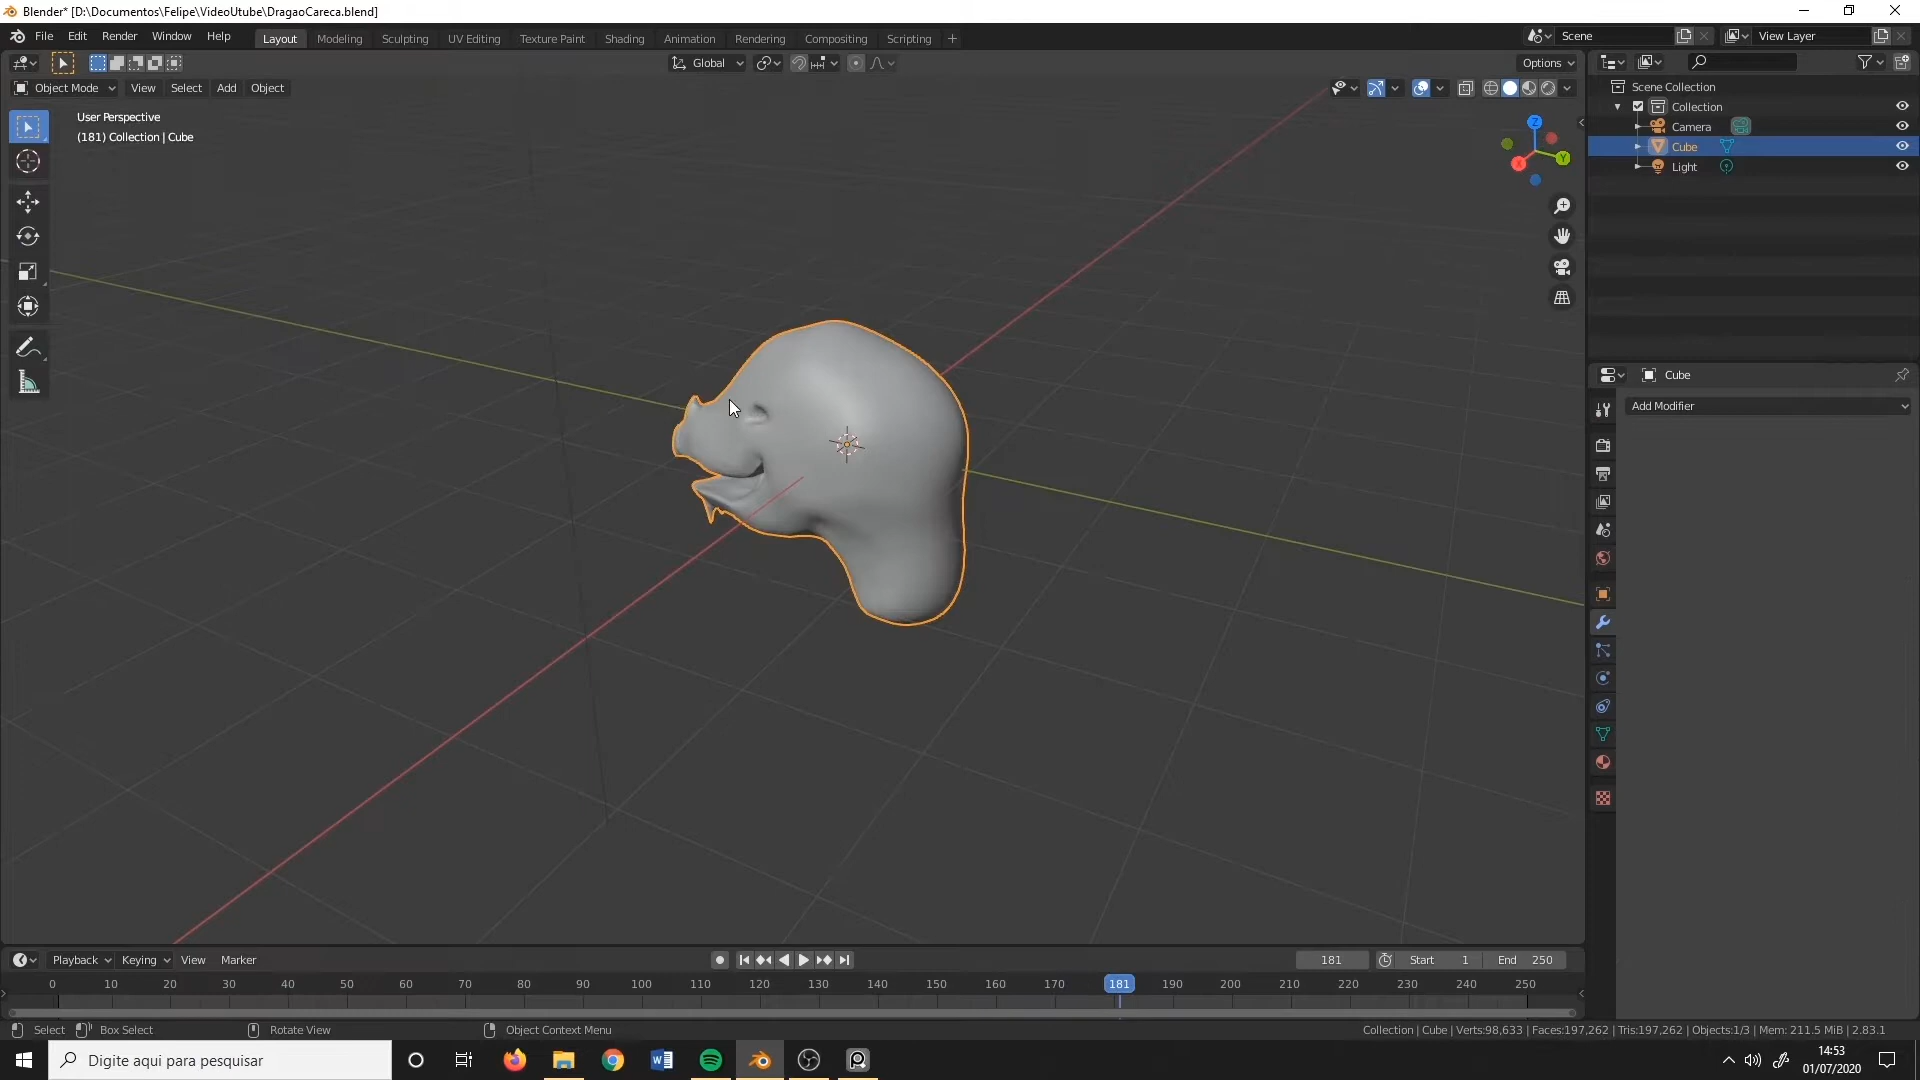 Blender* [D:\Documentos\Felipe\VideoUtube\DragaoCareca.blend]
File Edit Render Window Help Layout Modeling Sculpting UV Editing Texture Paint Shading Animation Rendering Compositing Scripting + Scene View Layer
Global Options
Object Mode View Select Add Object
User Perspective
(181) Collection | Cube
Z
Y
X
Scene Collection
Collection
Camera
Cube
Light
Cube
Add Modifier
Playback Keying View Marker 181 Start 1 End 250
0 10 20 30 40 50 60 70 80 90 100 110 120 130 140 150 160 170 181 190 200 210 220 230 240 250
Select Box Select Rotate View Object Context Menu Collection | Cube | Verts:98,633 | Faces:197,262 | Tris:197,262 | Objects:1/3 | Mem: 211.5 MiB | 2.83.1
Digite aqui para pesquisar
14:53
01/07/2020